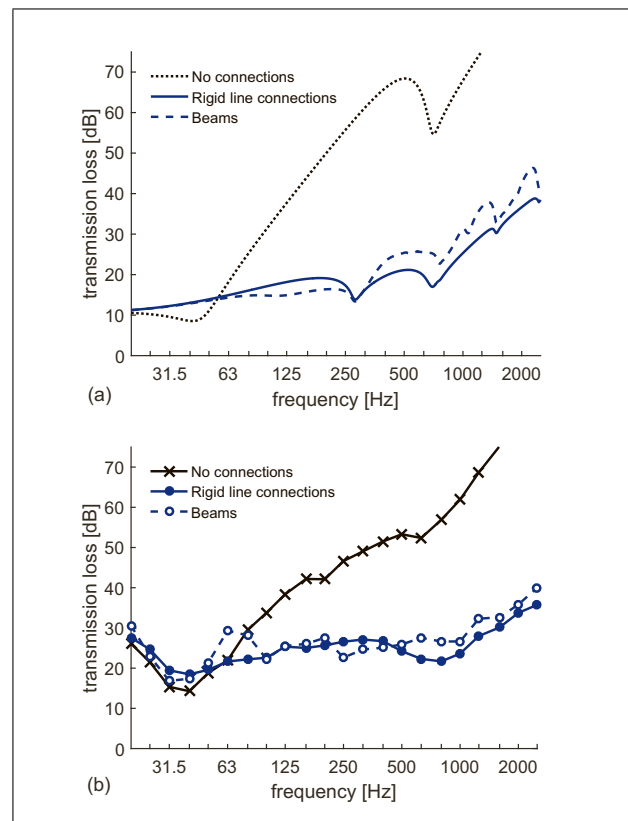 70
60
50
40
30
20
10
0
transmission loss [dB]
No connections
Rigid line connections
Beams
31.5 63 125 250 500 1000 2000
frequency [Hz]
(a)
70
60
50
40
30
20
10
0
transmission loss [dB]
No connections
Rigid line connections
Beams
31.5 63 125 250 500 1000 2000
frequency [Hz]
(b)